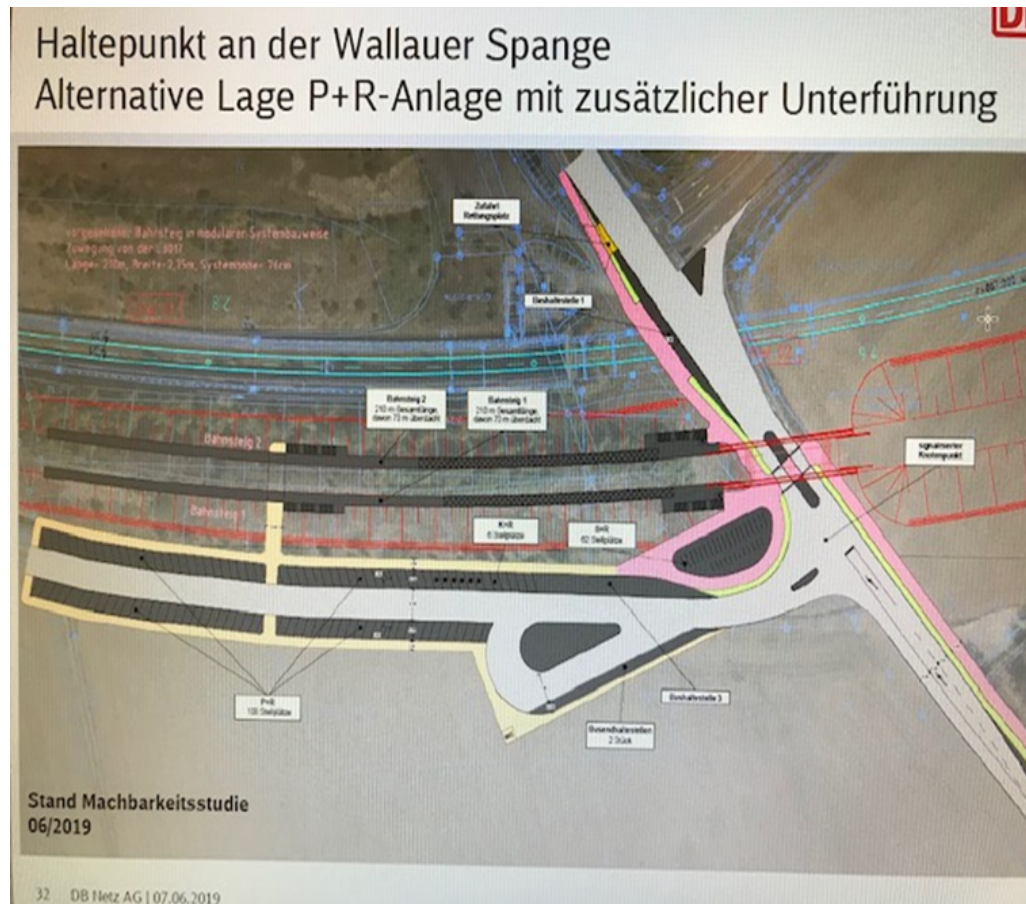 Haltepunkt an der Wallauer Spange
Alternative Lage P+R-Anlage mit zusätzlicher Unterführung
Zufahrt
Rettungsplatz
Bushaltestelle 1
Bahnsteig 2
210 m Gesamtlänge,
davon 70 m überdacht
Bahnsteig 1
210 m Gesamtlänge,
davon 70 m überdacht
signalisierter
Knotenpunkt
Bahnsteig 2
Bahnsteig 1
K+R
6 Stellplätze
B+R
62 Stellplätze
P+R
Stellplätze
Bushaltestelle 3
Busendhaltestellen
2 Stück
Stand Machbarkeitsstudie
06/2019
32 DB Netz AG | 07.06.2019